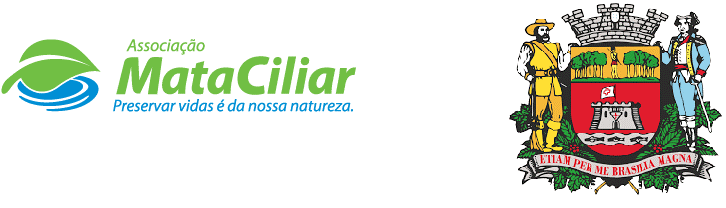 Associação
MataCiliar
Preservar vidas é da nossa natureza.
ETIAM PER ME BRASILIA MAGNA